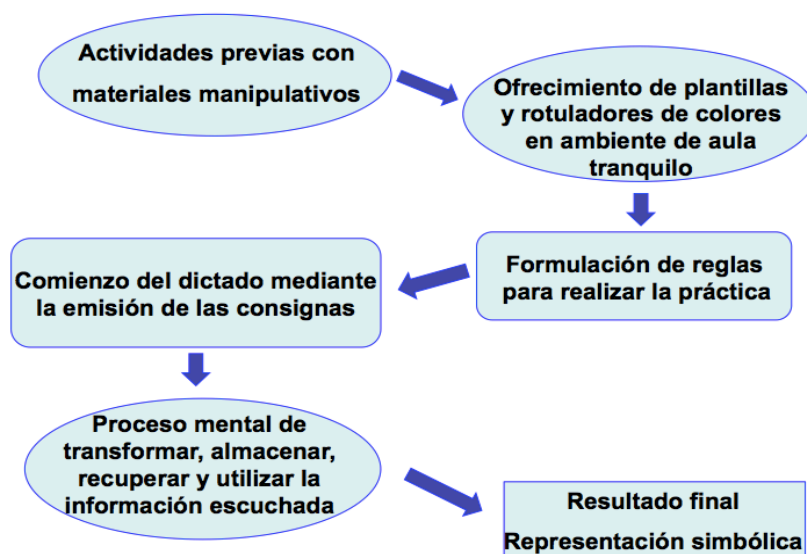 Actividades previas con
materiales manipulativos
Ofrecimiento de plantillas
y rotuladores de colores
en ambiente de aula
tranquilo
Formulación de reglas
para realizar la práctica
Comienzo del dictado mediante
la emisión de las consignas
Proceso mental de
transformar, almacenar,
recuperar y utilizar la
información escuchada
Resultado final
Representación simbólica